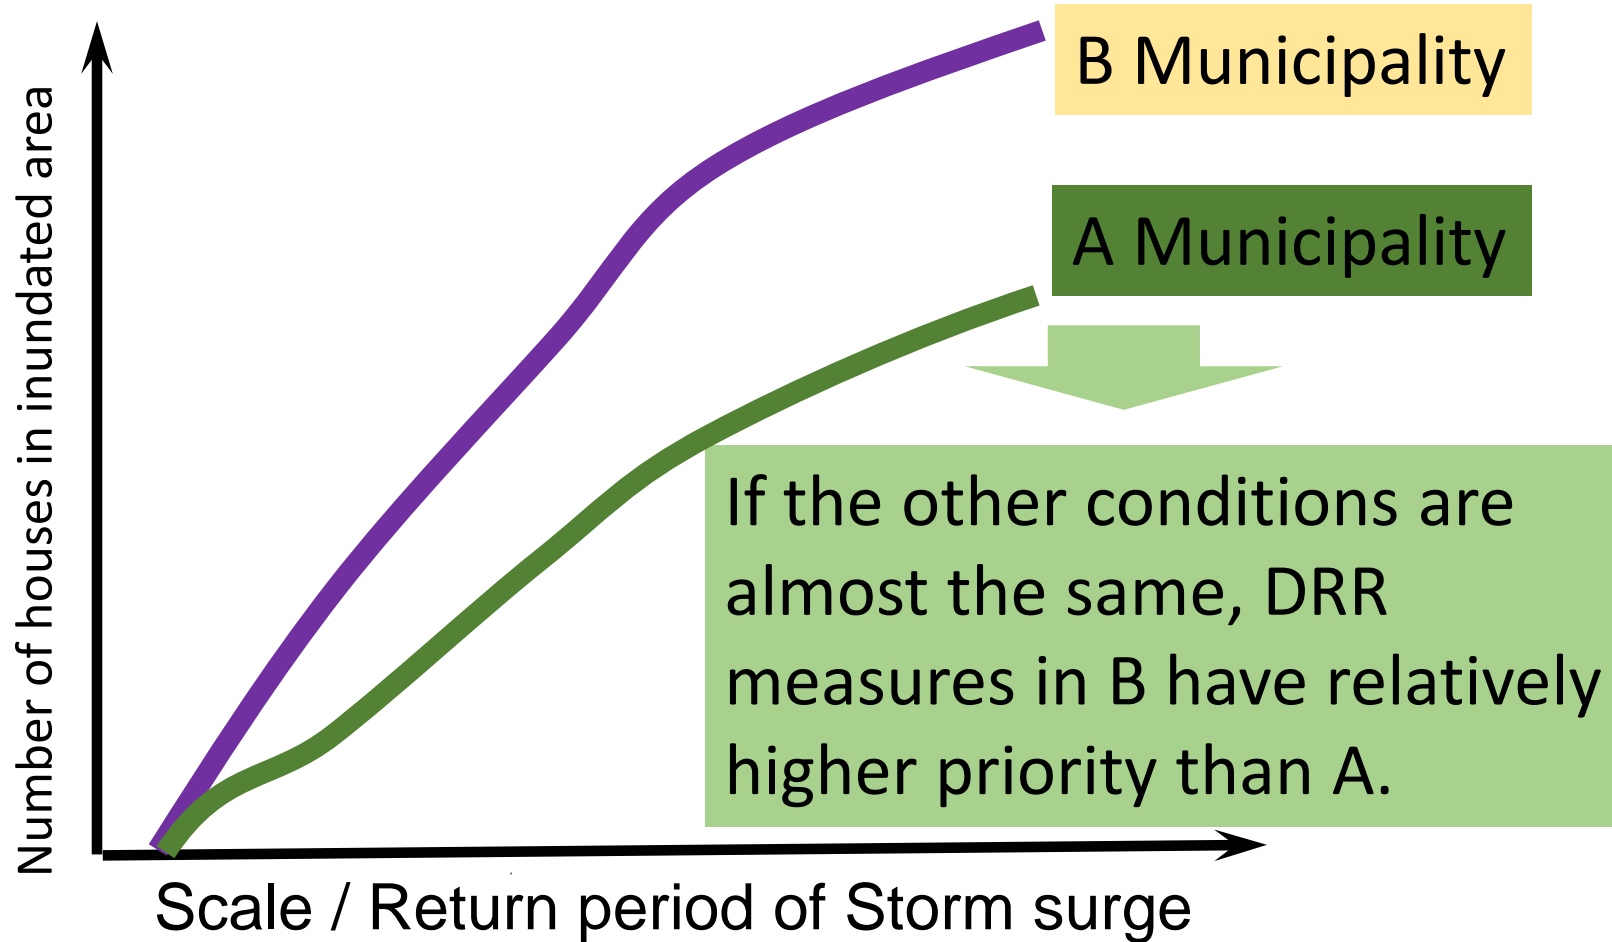 Number of houses in inundated area
B Municipality
A Municipality
If the other conditions are
almost the same, DRR
measures in B have relatively
higher priority than A.
Scale / Return period of Storm surge